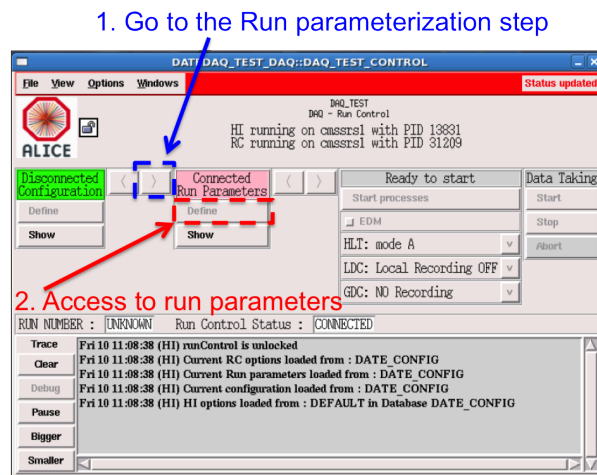 1. Go to the Run parameterization step
DATE DAQ_TEST_DAQ::DAQ_TEST_CONTROL
File View Options Windows
Status updated
DAQ_TEST
DAQ - Run Control
HI running on cmssrs1 with PID 13831
RC running on cmssrs1 with PID 31209
ALICE
Disconnected Configuration
Connected Run Parameters
Ready to start
Data Taking
Define
Define
Start processes
Start
Show
Show
EDM
Stop
HLT: mode A
Abort
LDC: Local Recording OFF
GDC: NO Recording
2. Access to run parameters
RUN NUMBER : UNKNOWN Run Control Status : CONNECTED
Trace
Fri 10 11:08:38 (HI) runControl is unlocked
Fri 10 11:08:38 (HI) Current RC options loaded from : DATE_CONFIG
Clear
Fri 10 11:08:38 (HI) Current Run parameters loaded from : DATE_CONFIG
Debug
Fri 10 11:08:38 (HI) Current configuration loaded from : DATE_CONFIG
Fri 10 11:08:38 (HI) HI options loaded from : DEFAULT in Database DATE_CONFIG
Pause
Bigger
Smaller